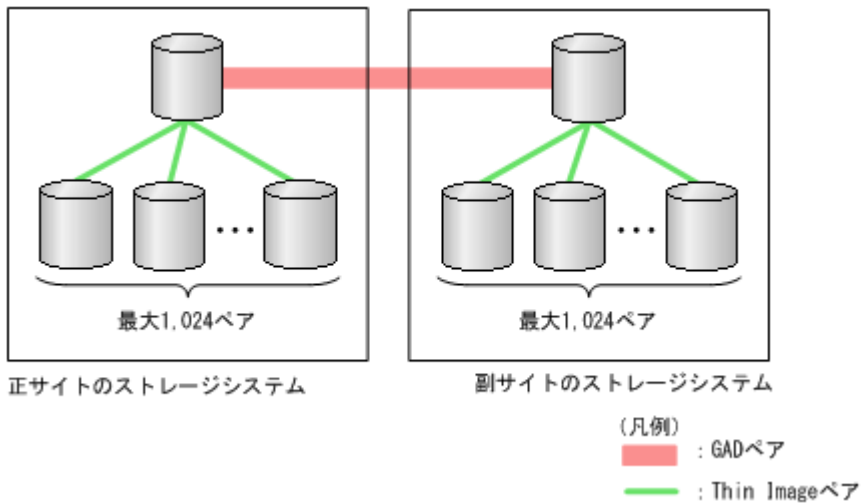 最大1,024ペア
最大1,024ペア
正サイトのストレージシステム
副サイトのストレージシステム
(凡例)
: GADペア
: Thin Imageペア